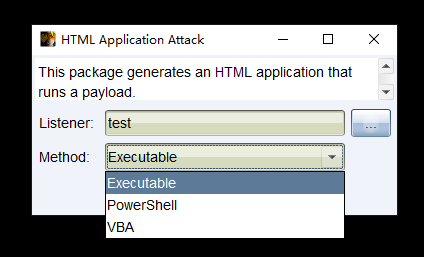 HTML Application Attack
This package generates an HTML application that
runs a payload.
Listener: test ...
Method: Executable
Executable
PowerShell
VBA